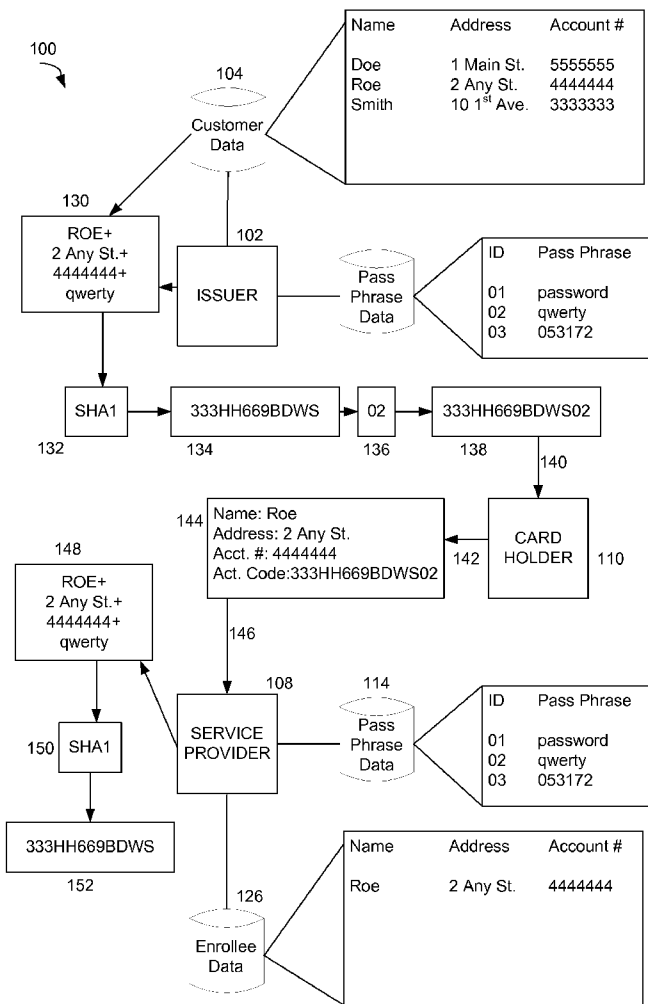 100
104
Customer
Data
Name Address Account #
Doe 1 Main St. 5555555
Roe 2 Any St. 4444444
Smith 10 1st Ave. 3333333
130
ROE+
2 Any St.+
4444444+
qwerty
102
ISSUER
Pass
Phrase
Data
ID Pass Phrase
01 password
02 qwerty
03 053172
SHA1
333HH669BDWS
02
333HH669BDWS02
132
134
136
138
140
144
Name: Roe
Address: 2 Any St.
Acct. #: 4444444
Act. Code:333HH669BDWS02
142
CARD
HOLDER
110
148
ROE+
2 Any St.+
4444444+
qwerty
146
108
SERVICE
PROVIDER
114
Pass
Phrase
Data
ID Pass Phrase
01 password
02 qwerty
03 053172
150
SHA1
333HH669BDWS
152
126
Enrollee
Data
Name Address Account #
Roe 2 Any St. 4444444